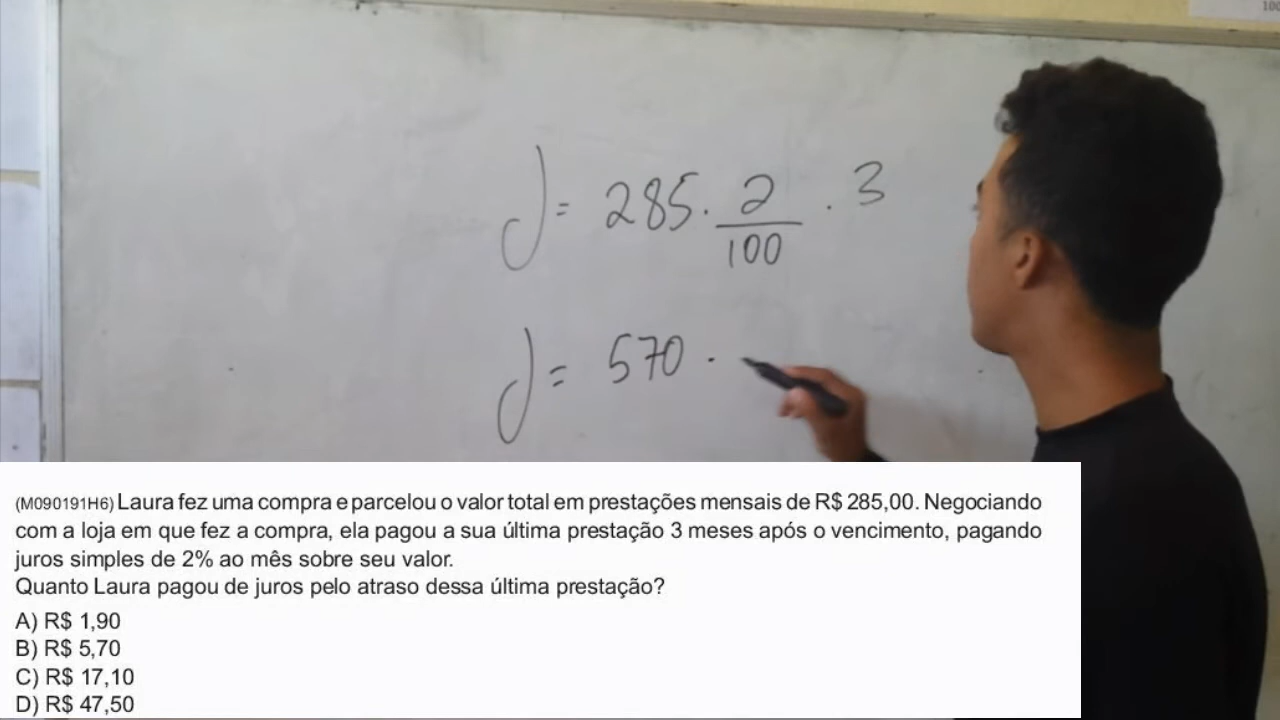 100
J = 285 . 2/100 . 3
J = 570 .
(M090191H6) Laura fez uma compra e parcelou o valor total em prestações mensais de R$ 285,00. Negociando
com a loja em que fez a compra, ela pagou a sua última prestação 3 meses após o vencimento, pagando
juros simples de 2% ao mês sobre seu valor.
Quanto Laura pagou de juros pelo atraso dessa última prestação?
A) R$ 1,90
B) R$ 5,70
C) R$ 17,10
D) R$ 47,50